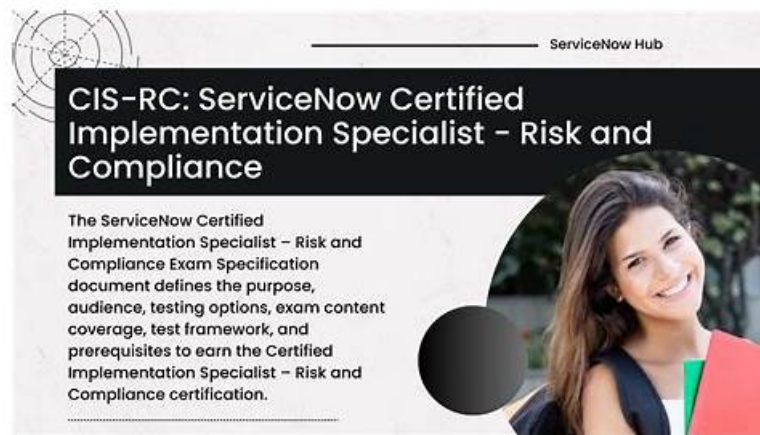 ServiceNow Hub
CIS-RC: ServiceNow Certified
Implementation Specialist - Risk and
Compliance
The ServiceNow Certified
Implementation Specialist – Risk and
Compliance Exam Specification
document defines the purpose,
audience, testing options, exam content
coverage, test framework, and
prerequisites to earn the Certified
Implementation Specialist – Risk and
Compliance certification.